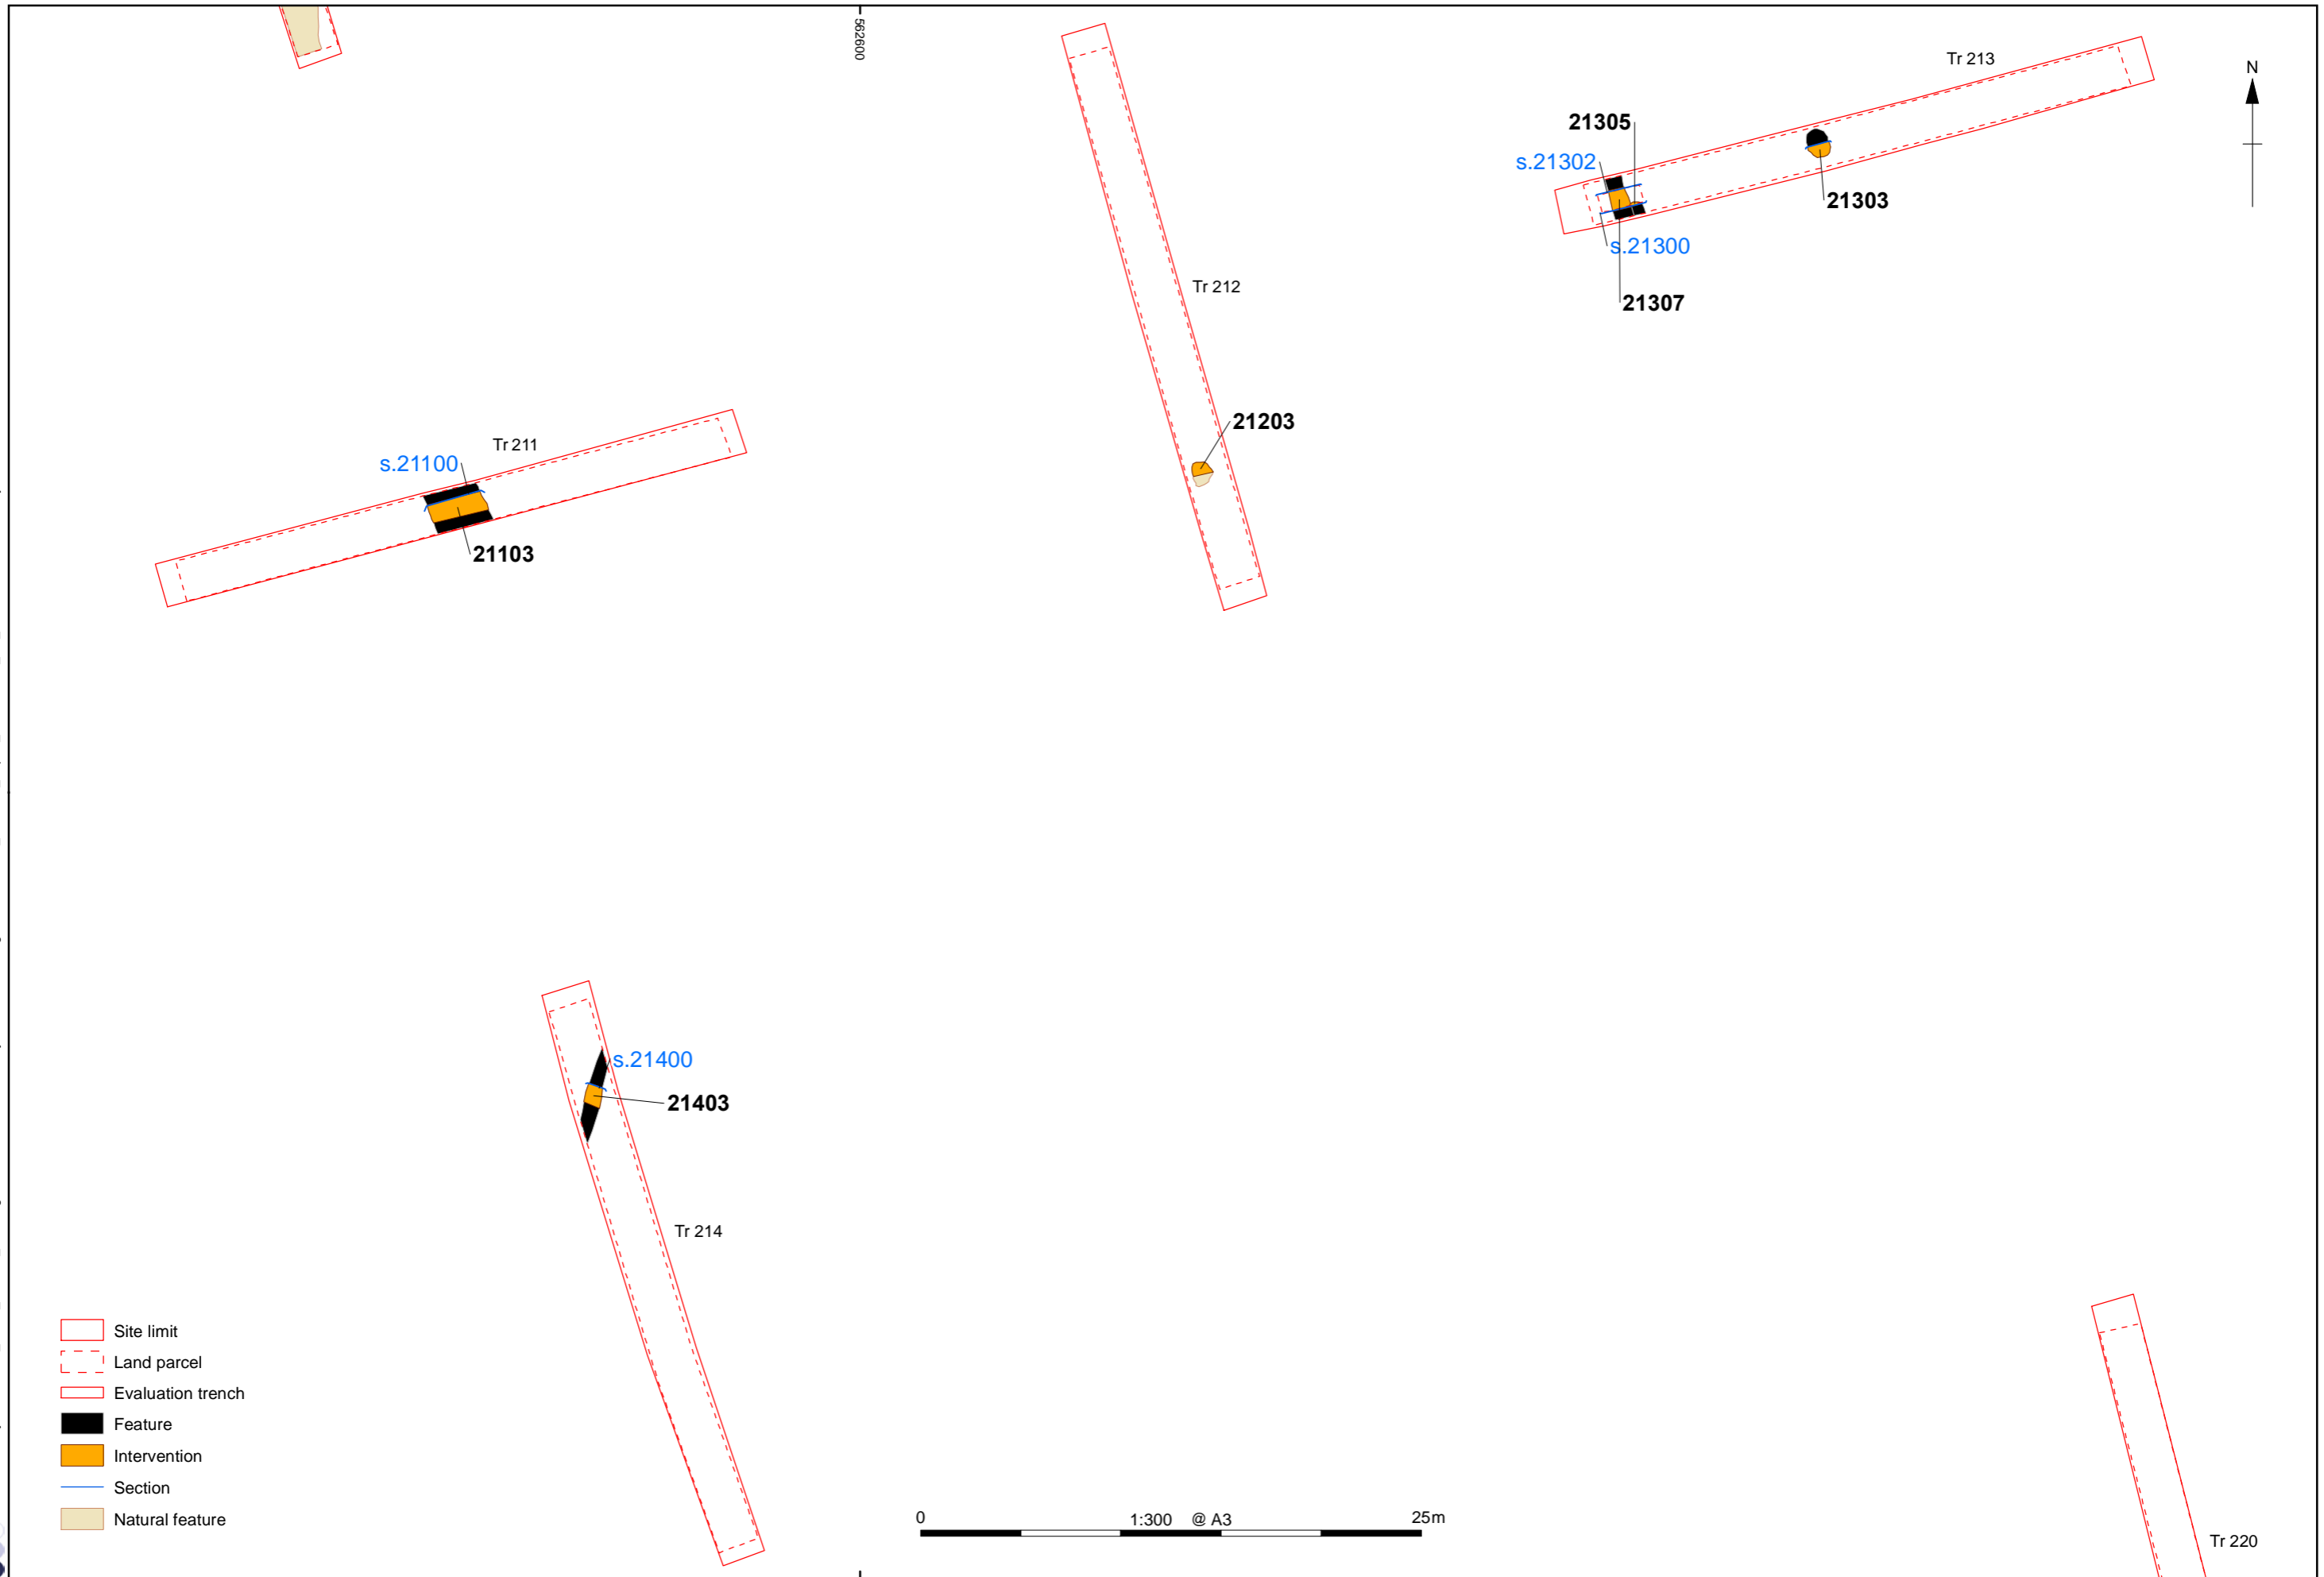 562600
Tr 213
N
21305
s.21302
21303
s.21300
Tr 212
21307
21203
Tr 211
s.21100
21103
s.21400
21403
Tr 214
Site limit
Land parcel
Evaluation trench
Feature
Intervention
Section
Natural feature
0 1:300 @ A3 25m
Tr 220